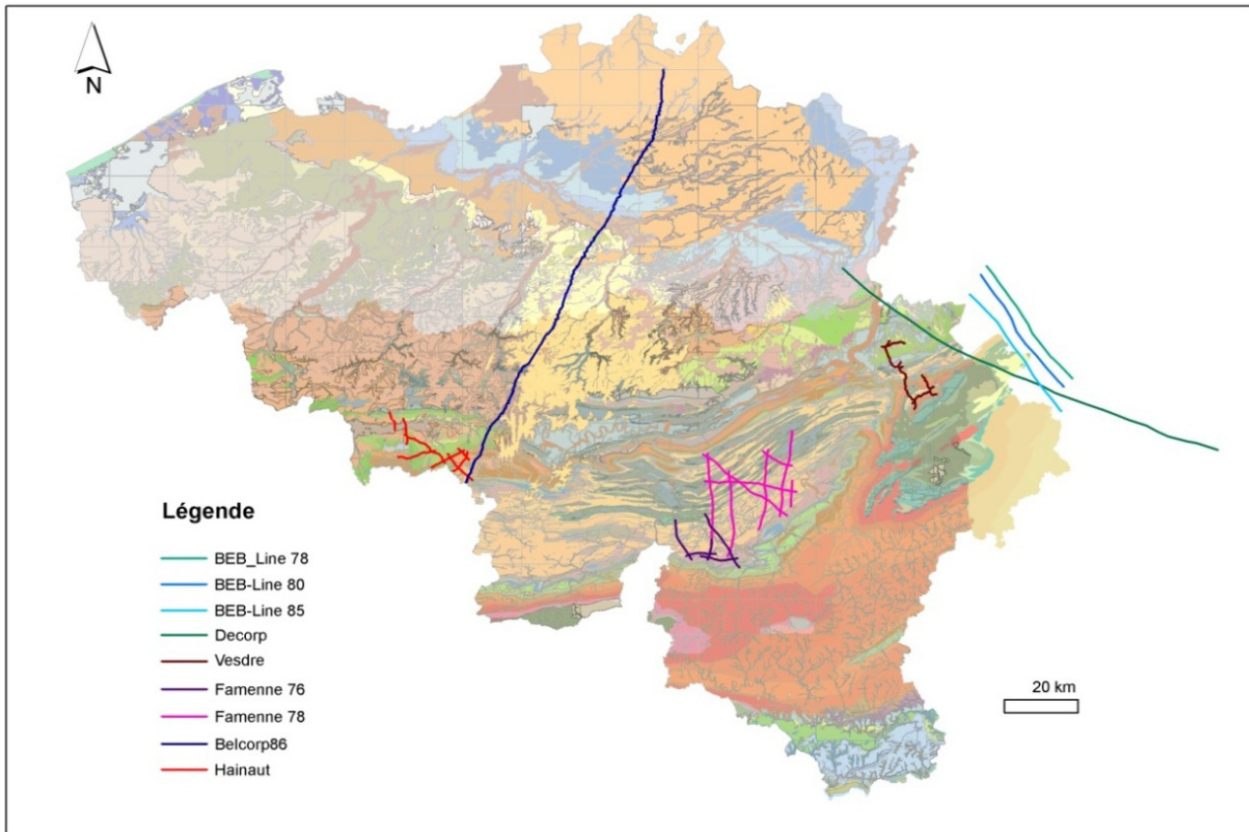 N
Légende
BEB_Line 78
BEB-Line 80
BEB-Line 85
Decorp
Vesdre
Famenne 76
Famenne 78
Belcorp86
Hainaut
20 km